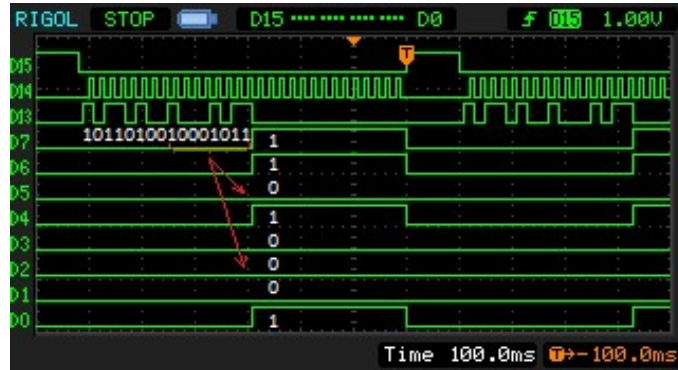 RIGOL STOP D15 D0 D15 1.00V
T
D15
D14
D13
1011010010001011
D7 1
D6 1
D5 0
D4 1
D3 0
D2 0
D1 0
D0 1
Time 100.0ms T→-100.0ms